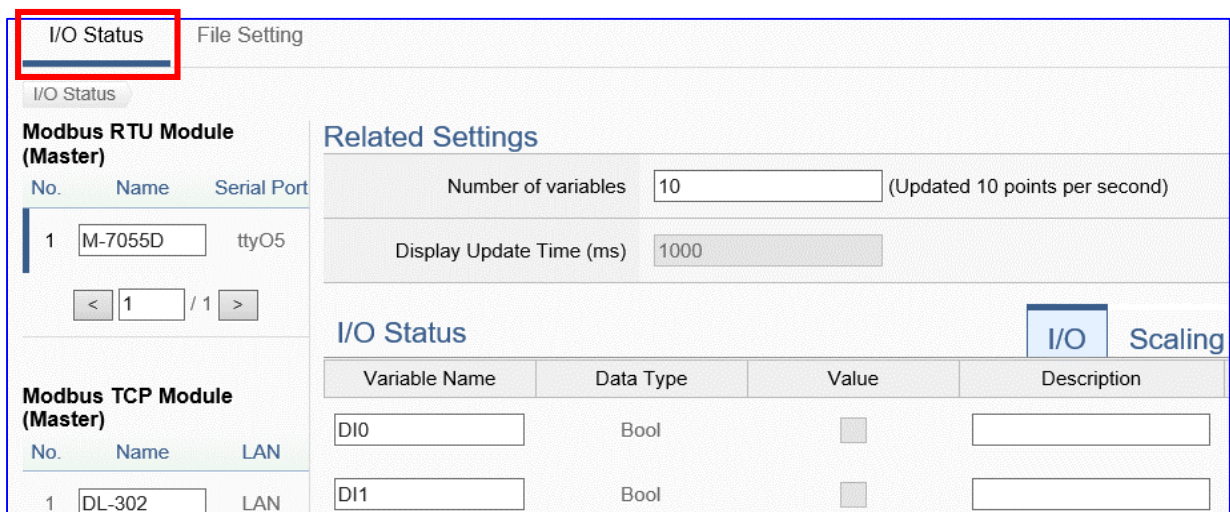 I/O Status File Setting
I/O Status
Modbus RTU Module
(Master)
No. Name Serial Port
1 M-7055D ttyO5
< 1 / 1 >
Modbus TCP Module
(Master)
No. Name LAN
1 DL-302 LAN
Related Settings
Number of variables 10 (Updated 10 points per second)
Display Update Time (ms) 1000
I/O Status I/O Scaling
Variable Name Data Type Value Description
DI0 Bool
DI1 Bool